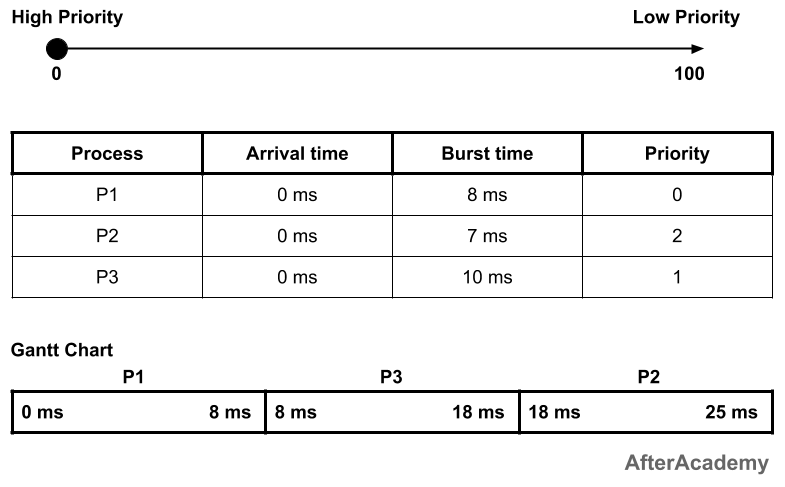 High Priority Low Priority
0 100
Process Arrival time Burst time Priority
P1 0 ms 8 ms 0
P2 0 ms 7 ms 2
P3 0 ms 10 ms 1
Gantt Chart
P1 P3 P2
0 ms 8 ms 8 ms 18 ms 18 ms 25 ms
AfterAcademy